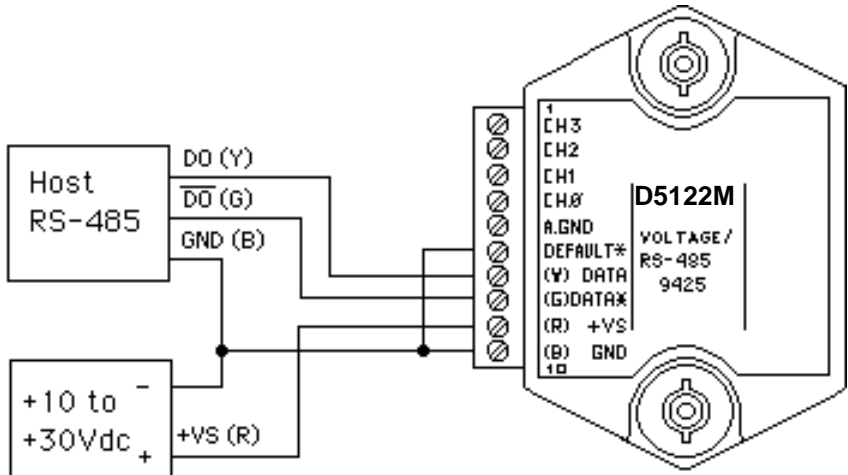 Host
RS-485
DO (Y)
DO (G)
GND (B)
+10 to -
+30Vdc +
+VS (R)
1
CH3
CH2
CH1
CH0
A.GND
DEFAULT*
(Y) DATA
(G)DATA*
(R) +VS
(B) GND
10
D5122M
VOLTAGE/
RS-485
9425